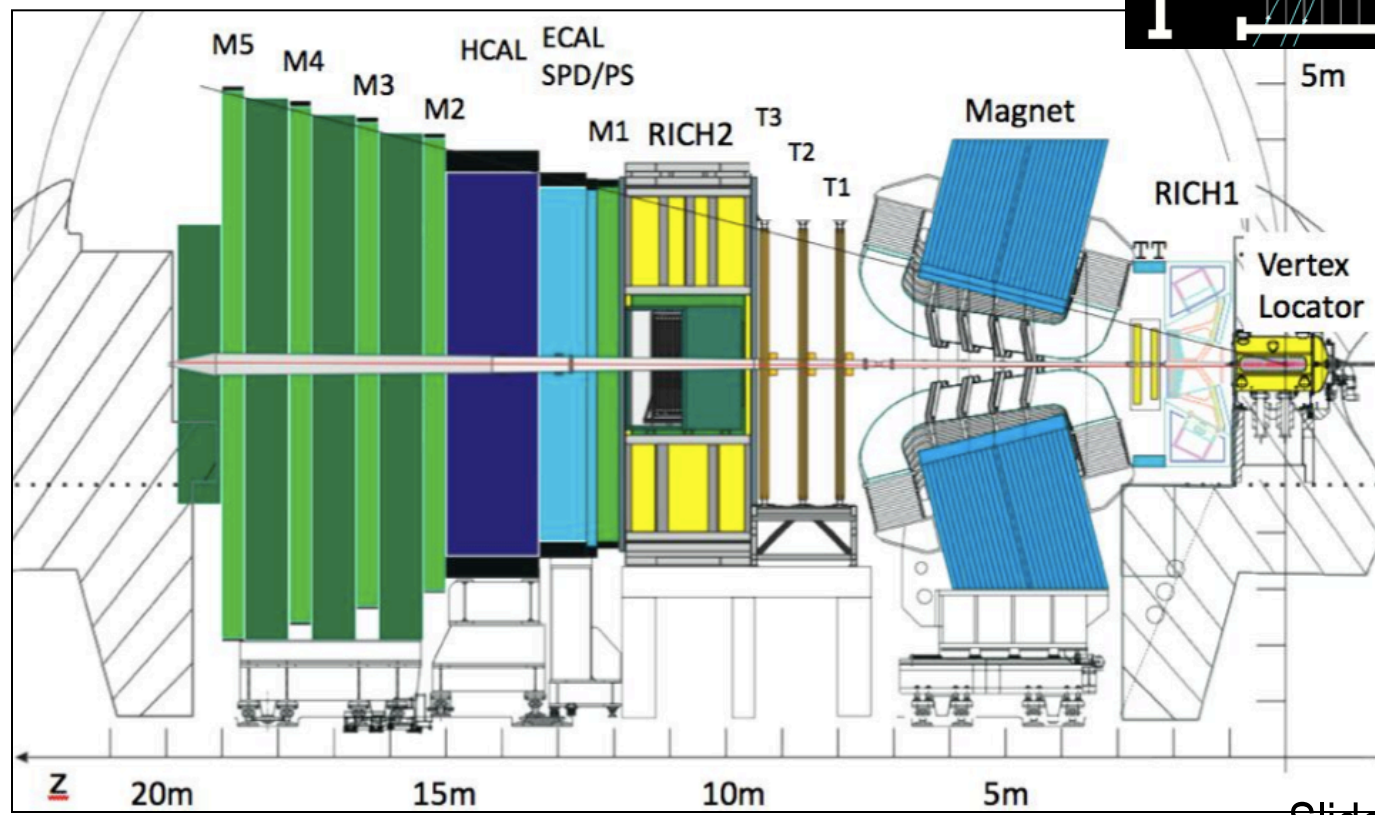 M5
M4
M3
M2
HCAL
ECAL
SPD/PS
M1
RICH2
T3
T2
T1
Magnet
5m
RICH1
TT
Vertex
Locator
z
20m
15m
10m
5m